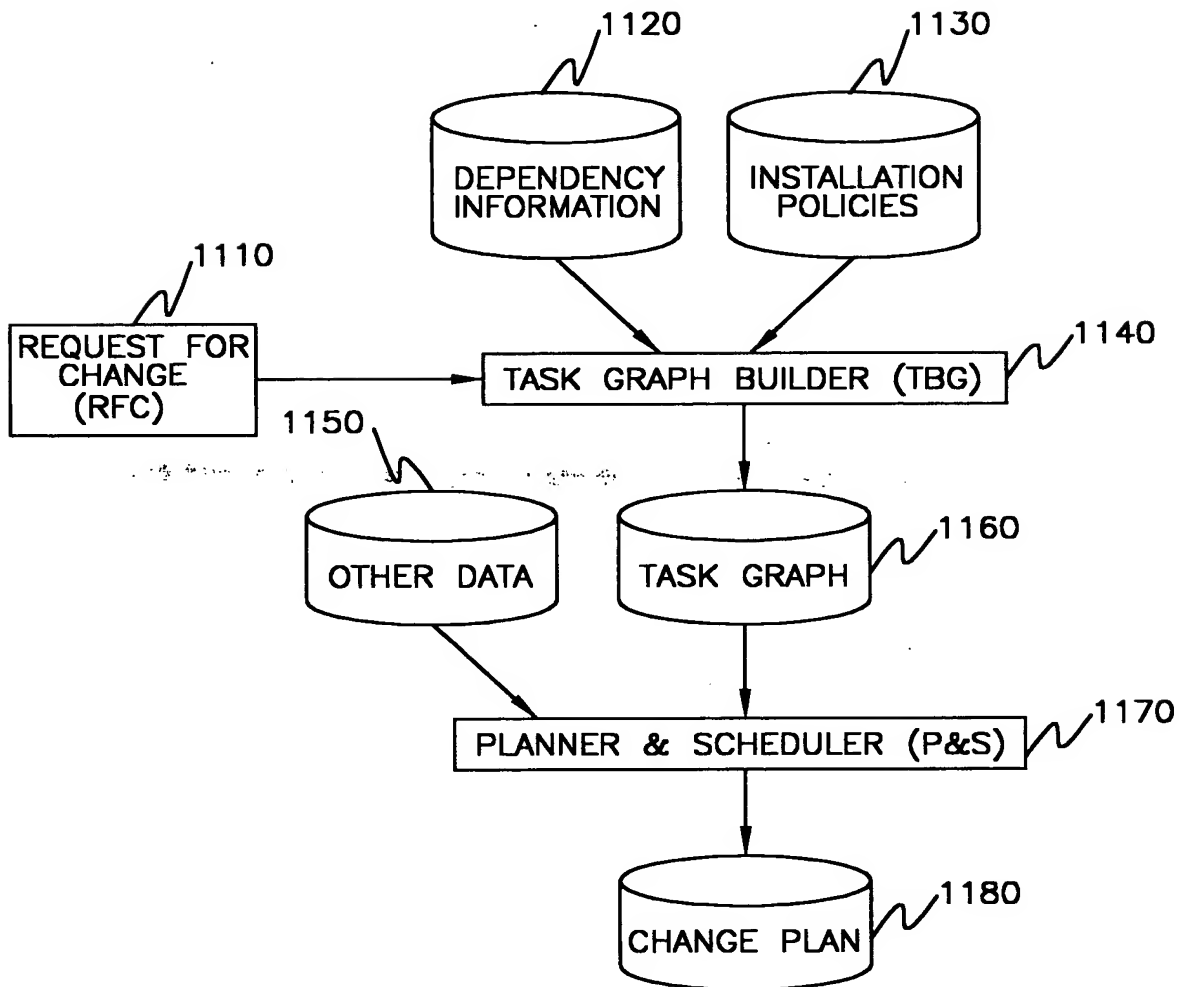 1120
1130
DEPENDENCY
INFORMATION
INSTALLATION
POLICIES
1110
REQUEST FOR
CHANGE
(RFC)
1140
TASK GRAPH BUILDER (TBG)
1150
OTHER DATA
TASK GRAPH
1160
1170
PLANNER & SCHEDULER (P&S)
1180
CHANGE PLAN